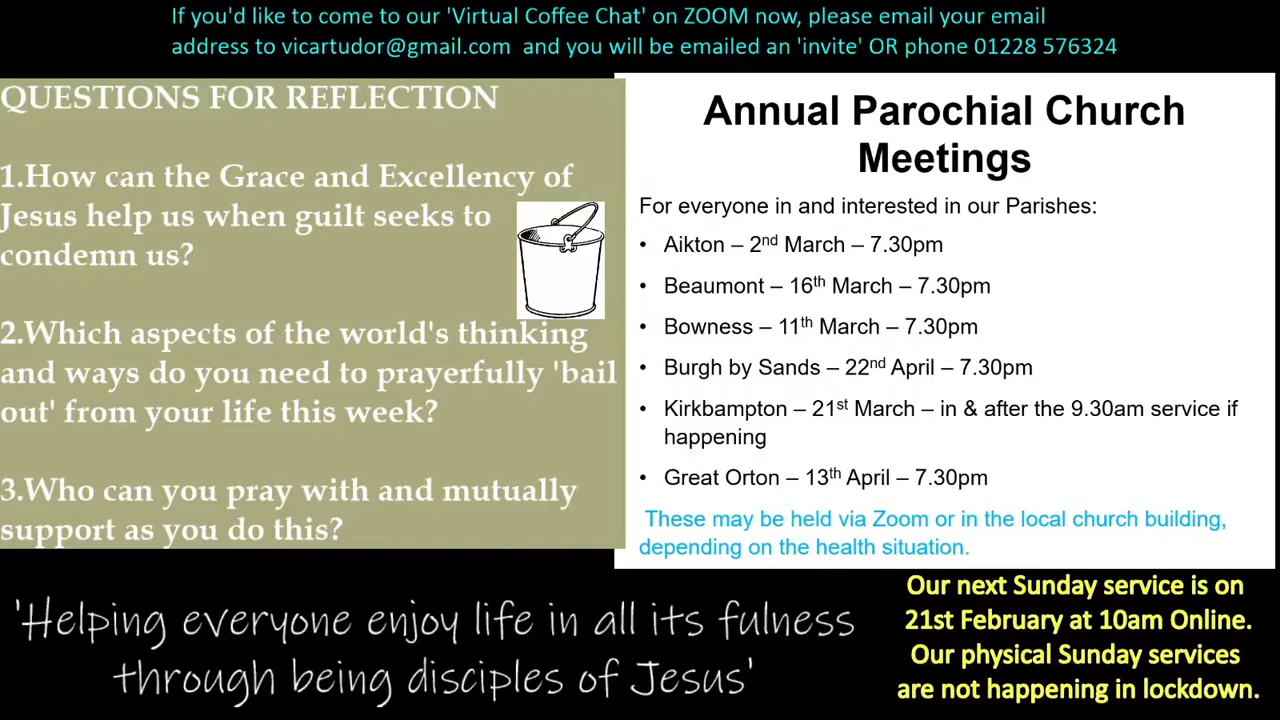 If you'd like to come to our 'Virtual Coffee Chat' on ZOOM now, please email your email
address to vicartudor@gmail.com and you will be emailed an 'invite' OR phone 01228 576324
QUESTIONS FOR REFLECTION
1.How can the Grace and Excellency of
Jesus help us when guilt seeks to
condemn us?
2.Which aspects of the world's thinking
and ways do you need to prayerfully 'bail
out' from your life this week?
3.Who can you pray with and mutually
support as you do this?
Annual Parochial Church
Meetings
For everyone in and interested in our Parishes:
• Aikton – 2nd March – 7.30pm
• Beaumont – 16th March – 7.30pm
• Bowness – 11th March – 7.30pm
• Burgh by Sands – 22nd April – 7.30pm
• Kirkbampton – 21st March – in & after the 9.30am service if
happening
• Great Orton – 13th April – 7.30pm
These may be held via Zoom or in the local church building,
depending on the health situation.
'Helping everyone enjoy life in all its fulness
through being disciples of Jesus'
Our next Sunday service is on
21st February at 10am Online.
Our physical Sunday services
are not happening in lockdown.